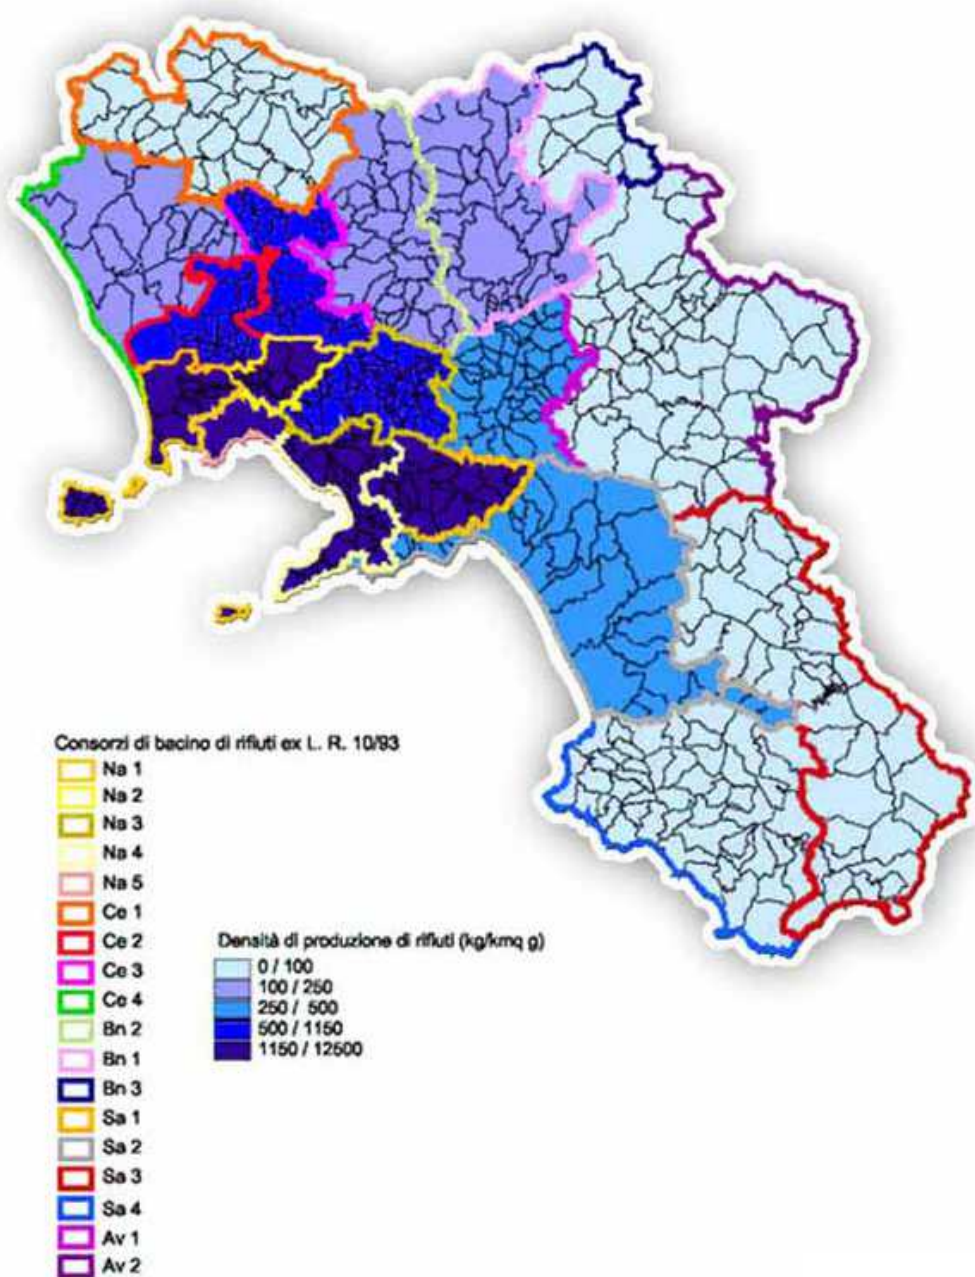 Consorzi di bacino di rifiuti ex L. R. 10/93
Na 1
Na 2
Na 3
Na 4
Na 5
Ce 1
Ce 2
Ce 3
Ce 4
Bn 2
Bn 1
Bn 3
Sa 1
Sa 2
Sa 3
Sa 4
Av 1
Av 2
Densità di produzione di rifiuti (kg/kmq g)
0 / 100
100 / 250
250 / 500
500 / 1150
1150 / 12500